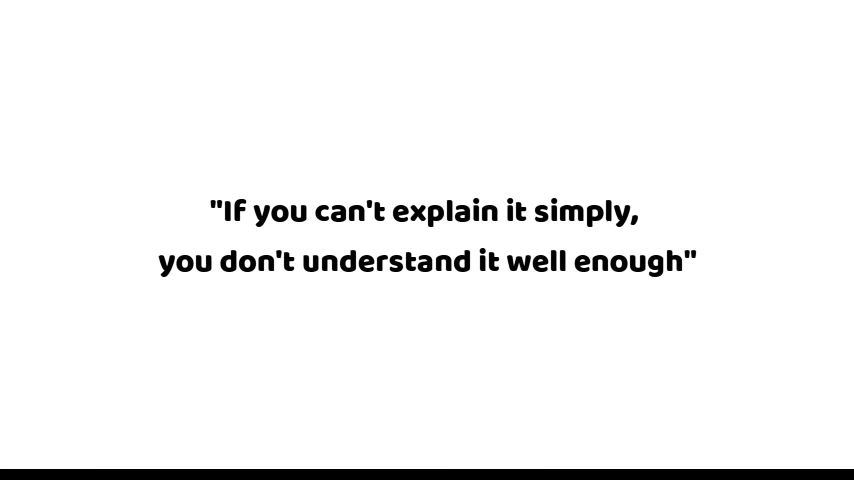 "If you can't explain it simply,
you don't understand it well enough"